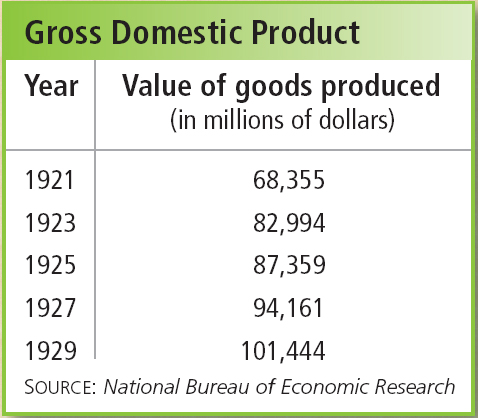 Gross Domestic Product
Year Value of goods produced
(in millions of dollars)
1921 68,355
1923 82,994
1925 87,359
1927 94,161
1929 101,444
SOURCE: National Bureau of Economic Research